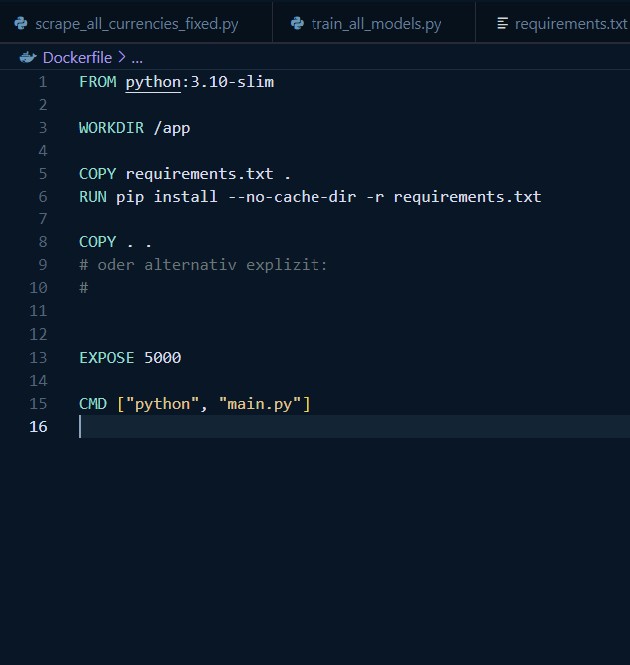 scrape_all_currencies_fixed.py train_all_models.py requirements.txt
Dockerfile > ...
1 FROM python:3.10-slim
2
3 WORKDIR /app
4
5 COPY requirements.txt .
6 RUN pip install --no-cache-dir -r requirements.txt
7
8 COPY . .
9 # oder alternativ explizit:
10 #
11
12
13 EXPOSE 5000
14
15 CMD ["python", "main.py"]
16